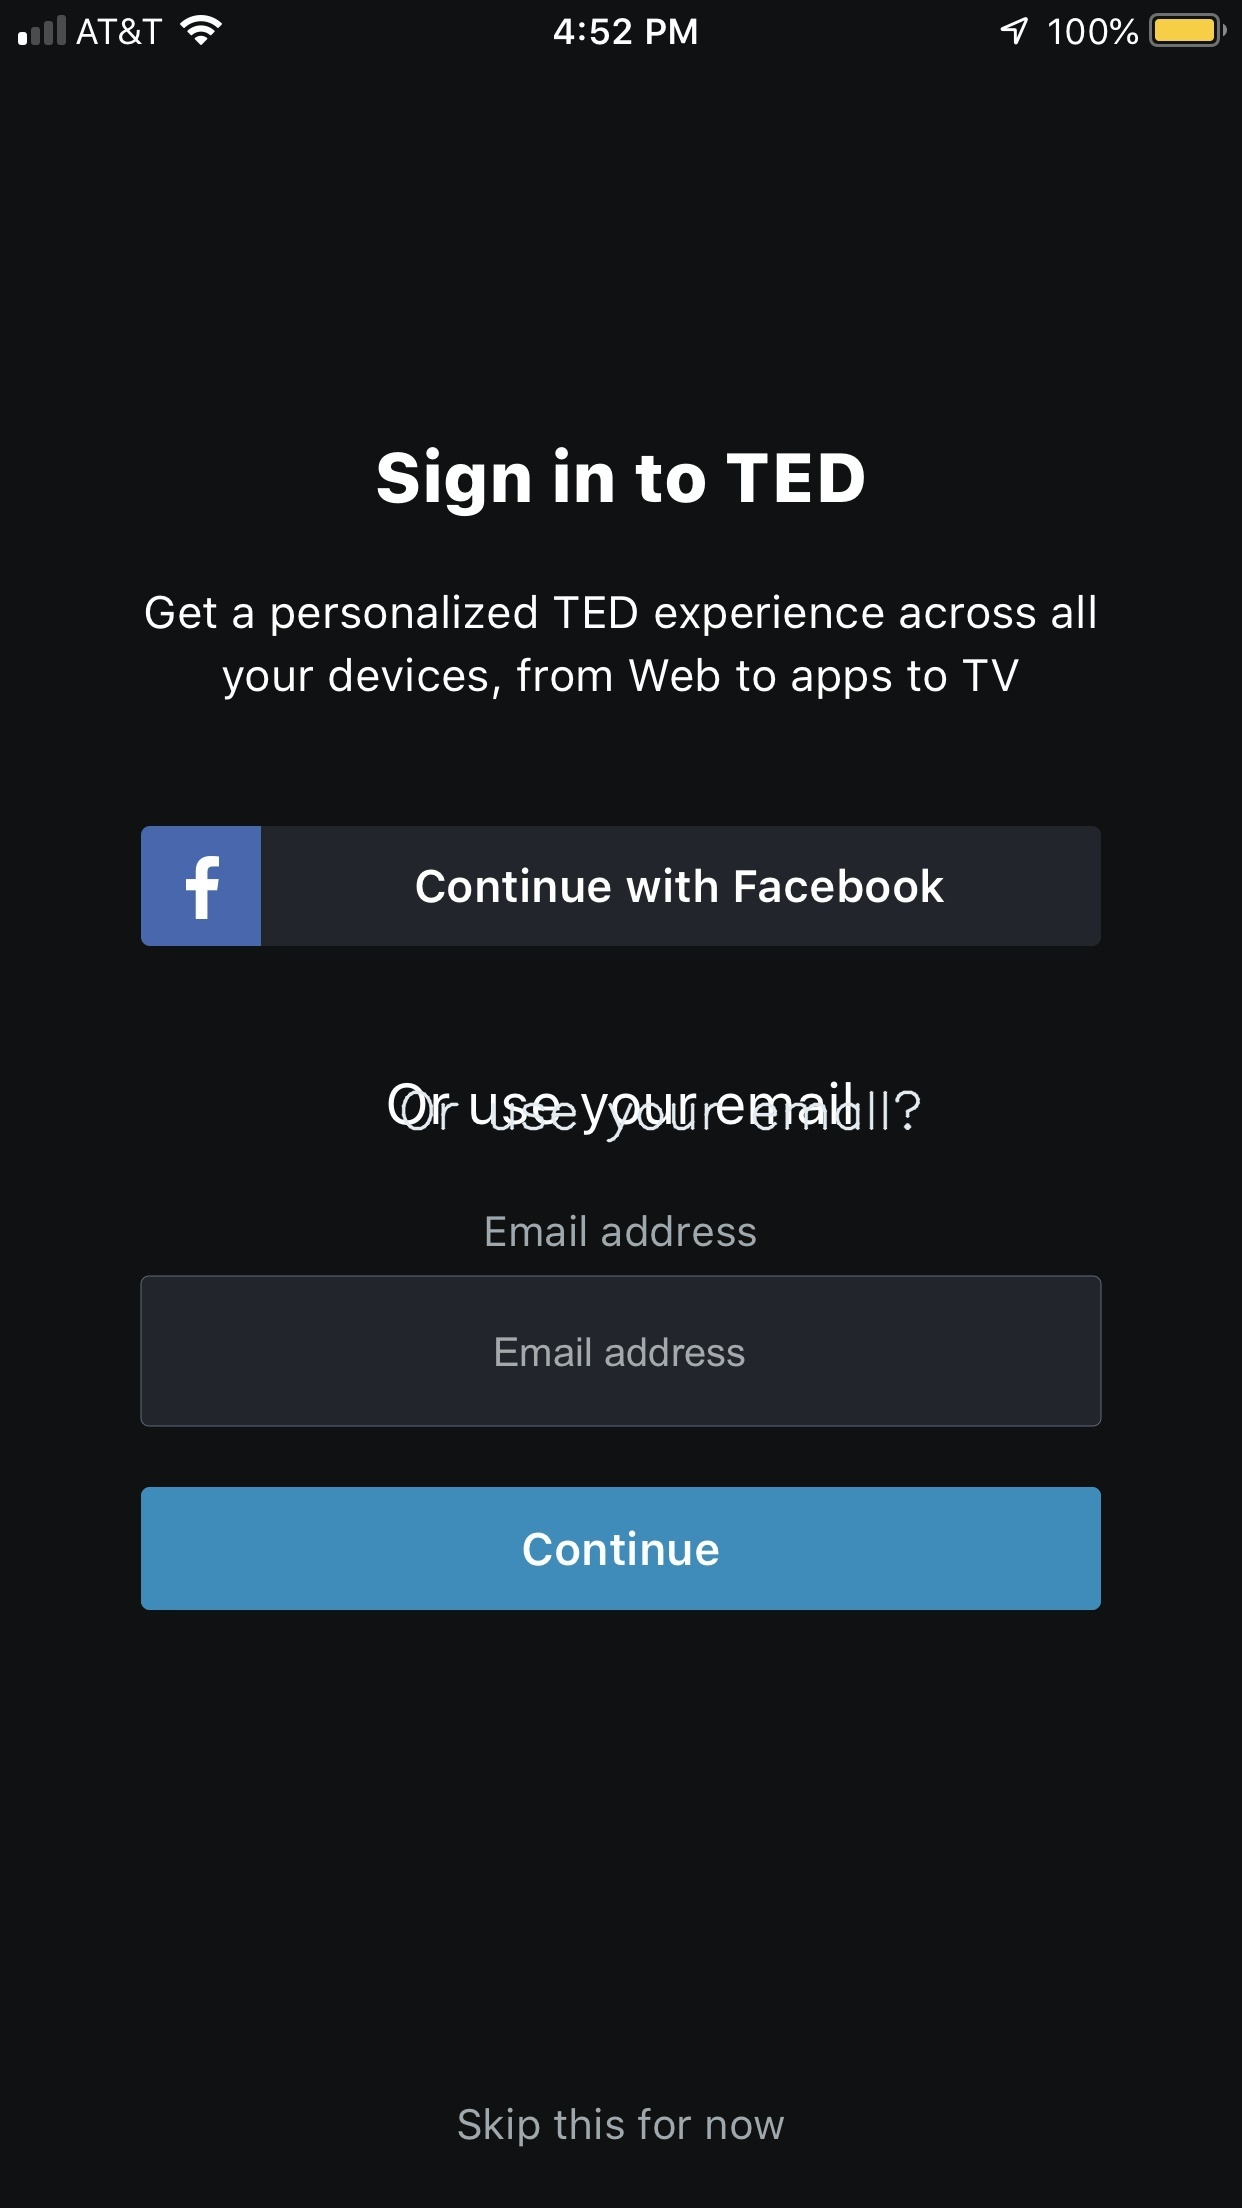 AT&T 4:52 PM 100%
Sign in to TED
Get a personalized TED experience across all
your devices, from Web to apps to TV
f Continue with Facebook
Or use your email
Or use your email?
Email address
Email address
Continue
Skip this for now